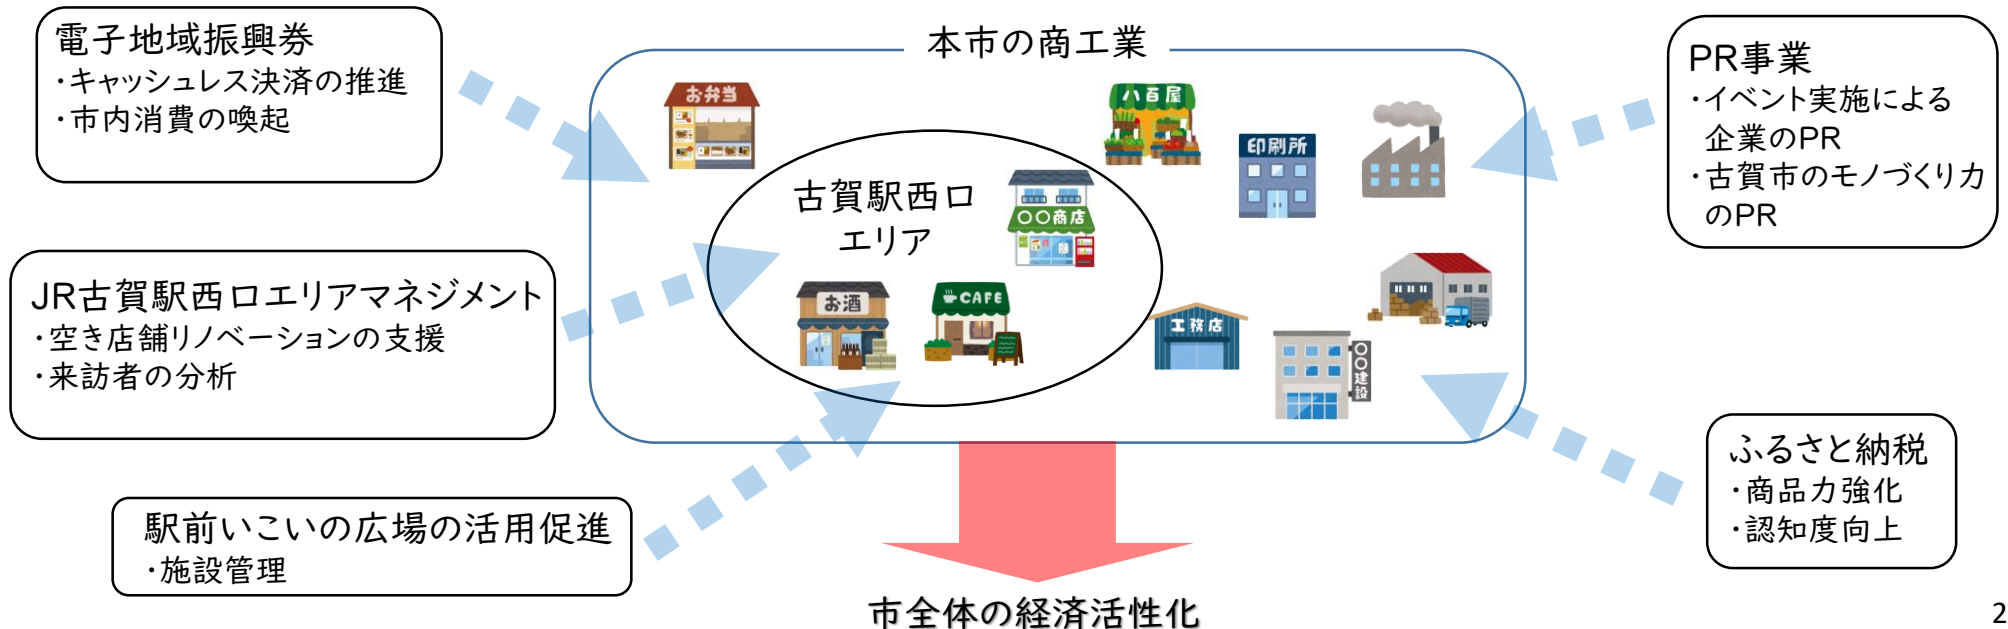 電子地域振興券
・キャッシュレス決済の推進
・市内消費の喚起
JR古賀駅西口エリアマネジメント
・空き店舗リノベーションの支援
・来訪者の分析
駅前いこいの広場の活用促進
・施設管理
本市の商工業
お弁当
八百屋
印刷所
古賀駅西口
エリア
〇〇商店
お酒
CAFE
工務店
〇〇建設
PR事業
・イベント実施による
企業のPR
・古賀市のモノづくり力
のPR
ふるさと納税
・商品力強化
・認知度向上
市全体の経済活性化
2